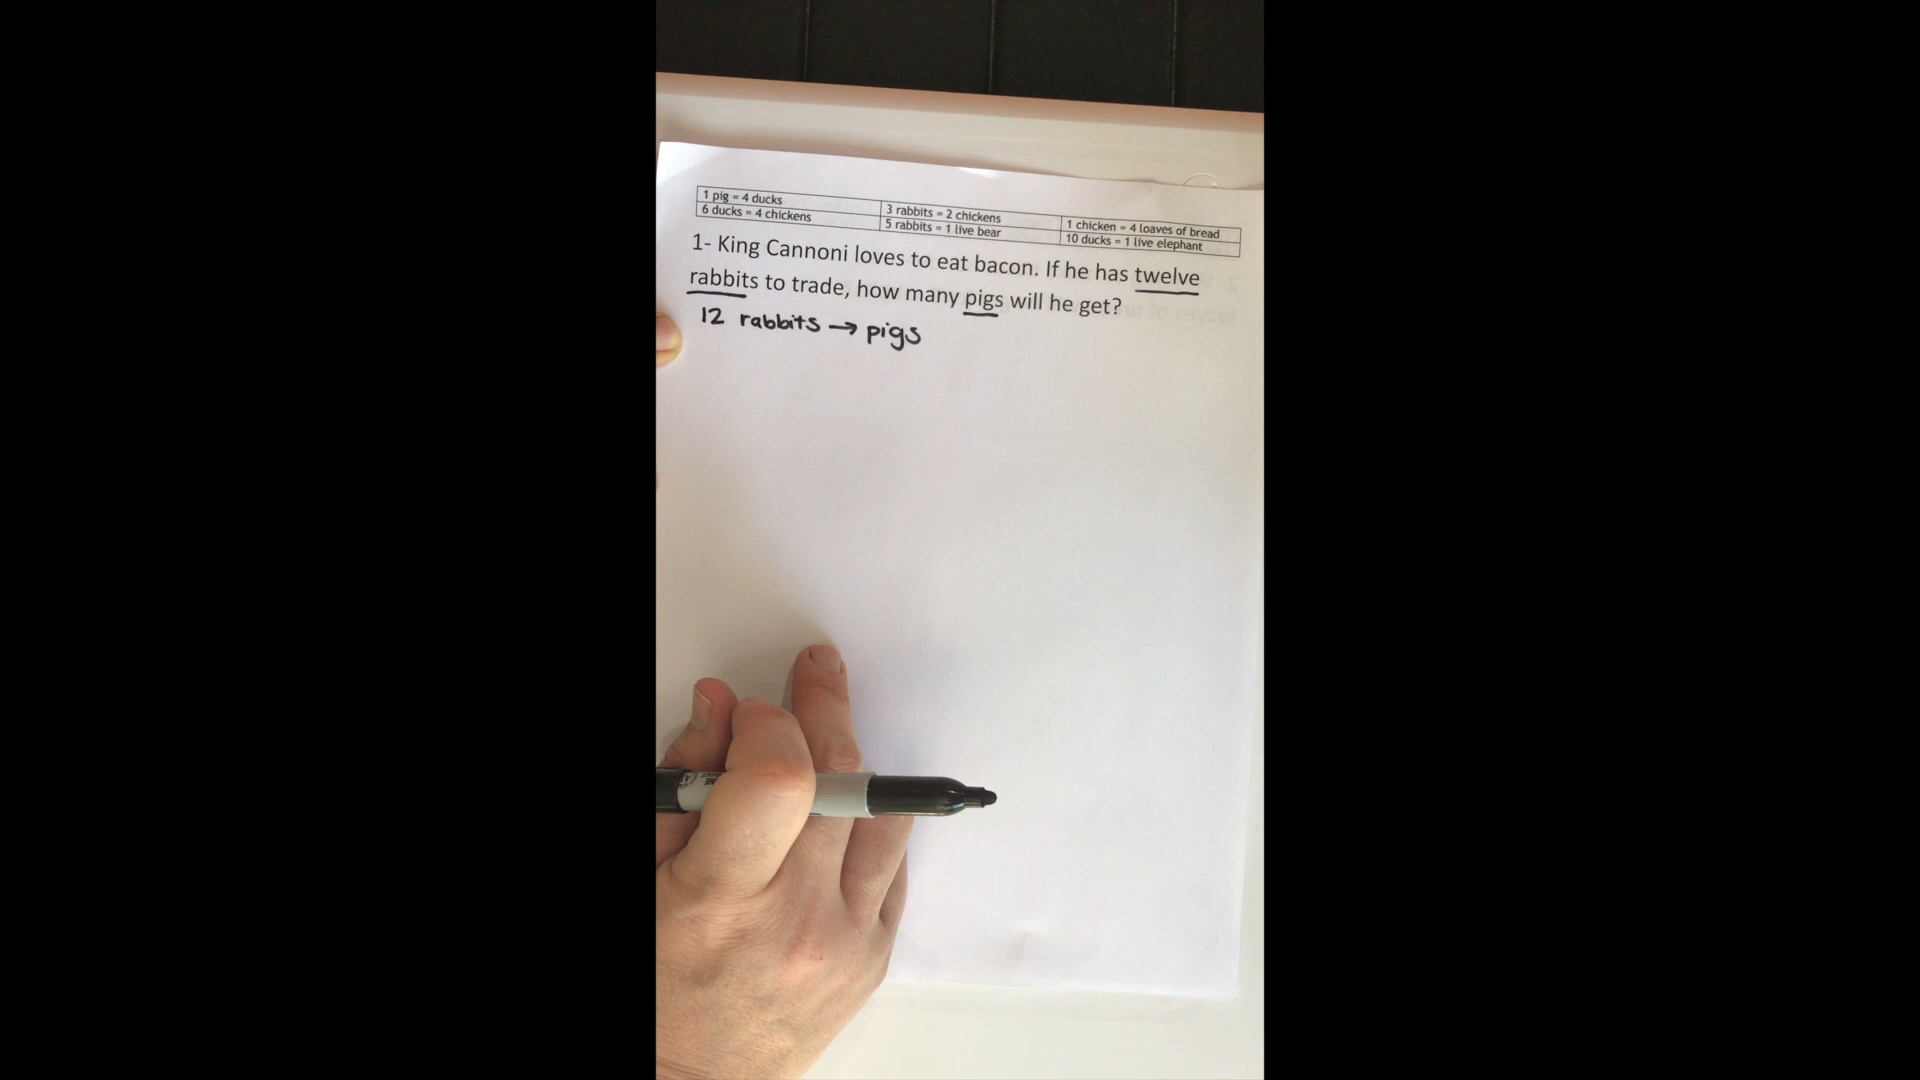 1 pig = 4 ducks
3 rabbits = 2 chickens
1 chicken = 4 loaves of bread
6 ducks = 4 chickens
5 rabbits = 1 live bear
10 ducks = 1 live elephant
1- King Cannoni loves to eat bacon. If he has twelve
rabbits to trade, how many pigs will he get?
12 rabbits → pigs